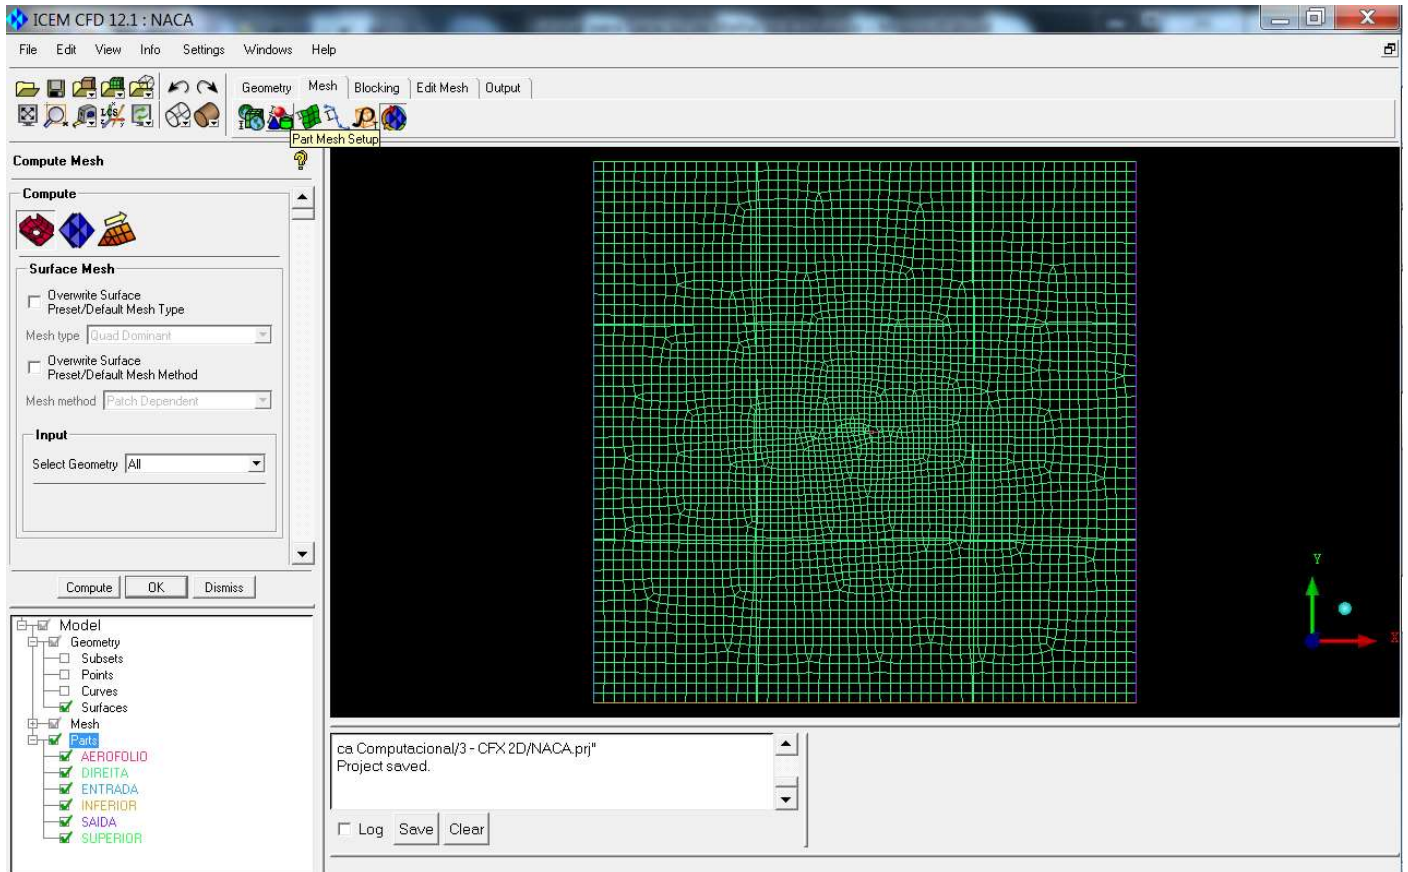 ICEM CFD 12.1 : NACA
File Edit View Info Settings Windows Help
Geometry Mesh Blocking Edit Mesh Output
LCS
Part Mesh Setup
Compute Mesh
Compute
Surface Mesh
Overwrite Surface
Preset/Default Mesh Type
Mesh type Quad Dominant
Overwrite Surface
Preset/Default Mesh Method
Mesh method Patch Dependent
Input
Select Geometry All
Compute OK Dismiss
Model
Geometry
Subsets
Points
Curves
Surfaces
Mesh
Parts
AEROFOLIO
DIREITA
ENTRADA
INFERIOR
SAIDA
SUPERIOR
Y
X
ca Computacional/3 - CFX 2D/NACA.prj"
Project saved.
Log Save Clear